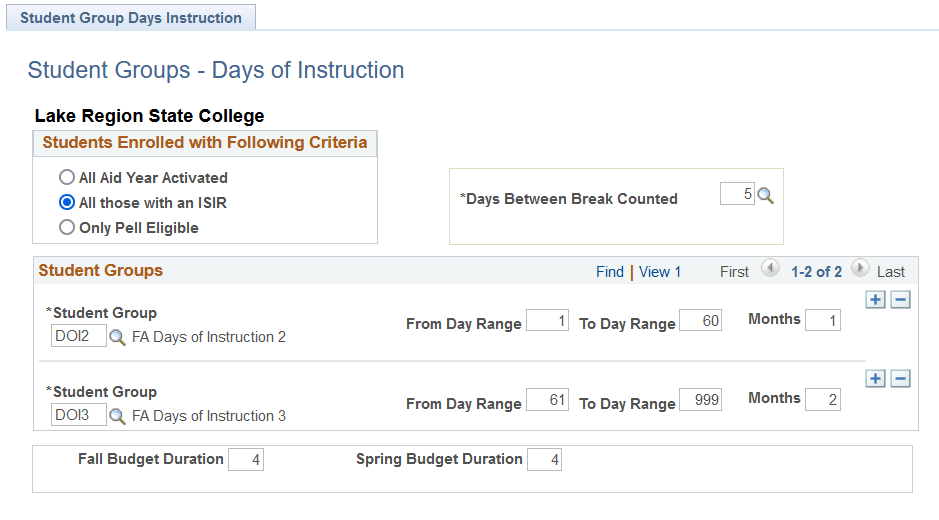 Student Group Days Instruction
Student Groups - Days of Instruction
Lake Region State College
Students Enrolled with Following Criteria
All Aid Year Activated
All those with an ISIR
Only Pell Eligible
*Days Between Break Counted 5
Student Groups Find | View 1 First 1-2 of 2 Last
*Student Group
DOI2 FA Days of Instruction 2 From Day Range 1 To Day Range 60 Months 1
*Student Group
DOI3 FA Days of Instruction 3 From Day Range 61 To Day Range 999 Months 2
Fall Budget Duration 4 Spring Budget Duration 4